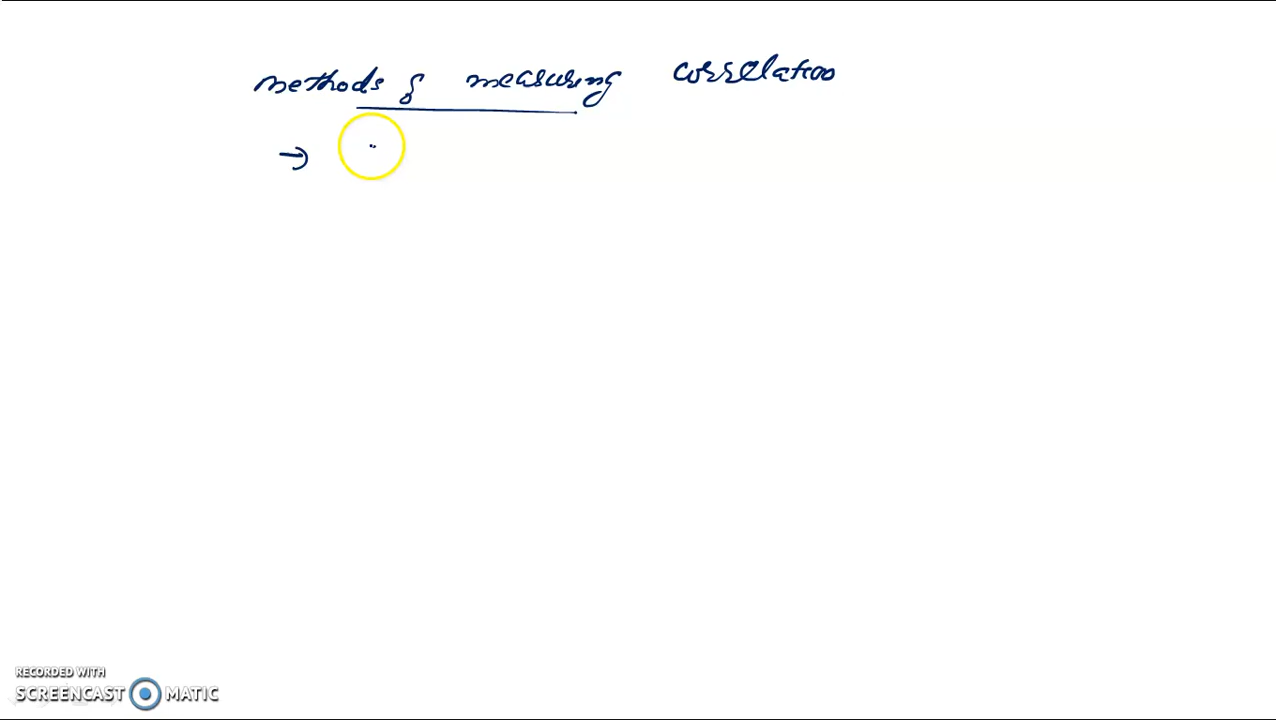 methods of measuring correlation
→
RECORDED WITH
SCREENCAST MATIC